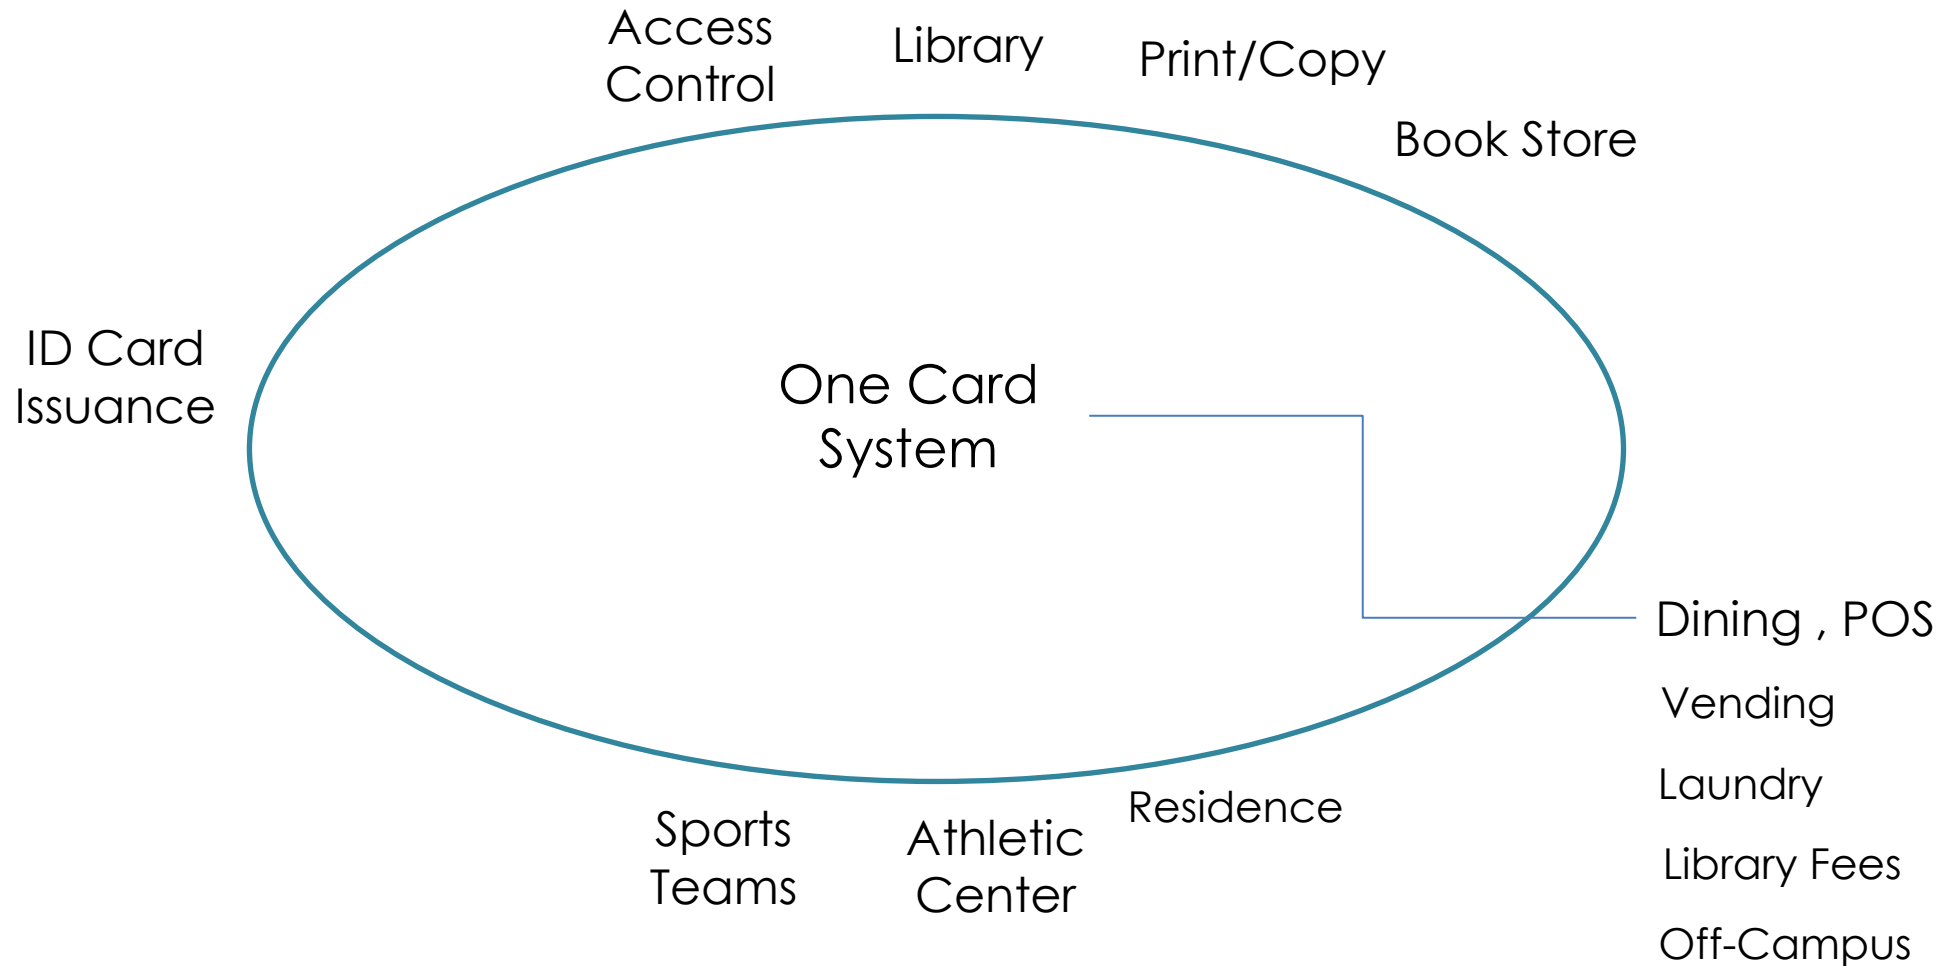 Access
Control
Library
Print/Copy
Book Store
ID Card
Issuance
One Card
System
Dining , POS
Vending
Laundry
Library Fees
Off-Campus
Residence
Athletic
Center
Sports
Teams